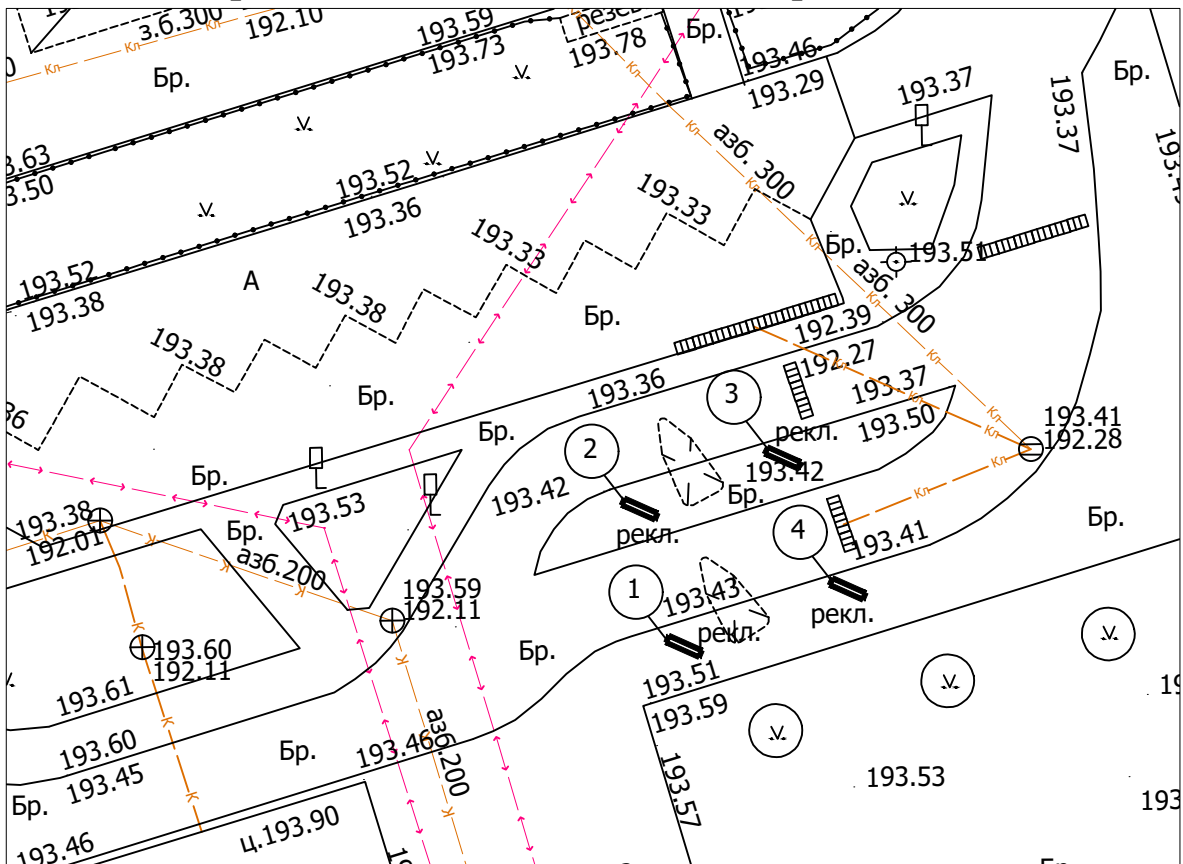 з.б.300
192.10
193.59
193.73
резе
193.78
Бр.
193.46
193.29
Бр.
193.37
193.37
Бр.
Кл
Кл
Кл
Бр.
3.63
3.50
193.52
193.36
азб. 300
193.33
193.33
Бр.
193.51
азб. 300
193.52
193.38
А
193.38
193.38
Бр.
192.39
192.27
193.37
193.50
193.36
Бр.
3
рекл.
193.42
193.41
192.28
2
Бр.
Бр.
193.42
рекл.
Бр.
4
193.41
Бр.
193.38
192.01
Бр.
193.53
азб.200
193.59
192.11
1
193.43
рекл.
рекл.
193.60
192.11
Бр.
193.51
193.59
193.61
193.60
193.45
Бр.
Бр.
193.46
азб.200
193.57
193.53
193
193.46
ц.193.90